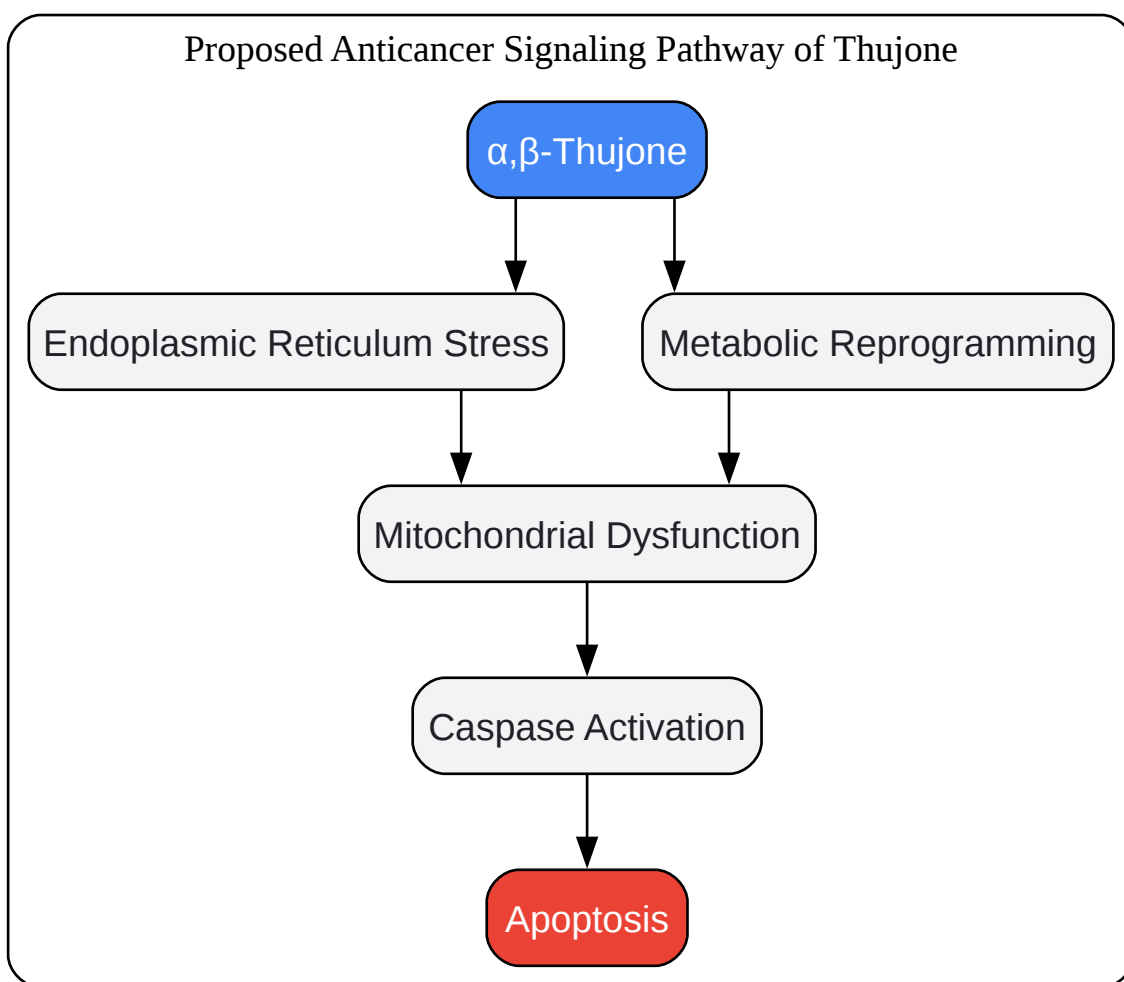 Proposed Anticancer Signaling Pathway of Thujone
α,β-Thujone
Endoplasmic Reticulum Stress
Metabolic Reprogramming
Mitochondrial Dysfunction
Caspase Activation
Apoptosis